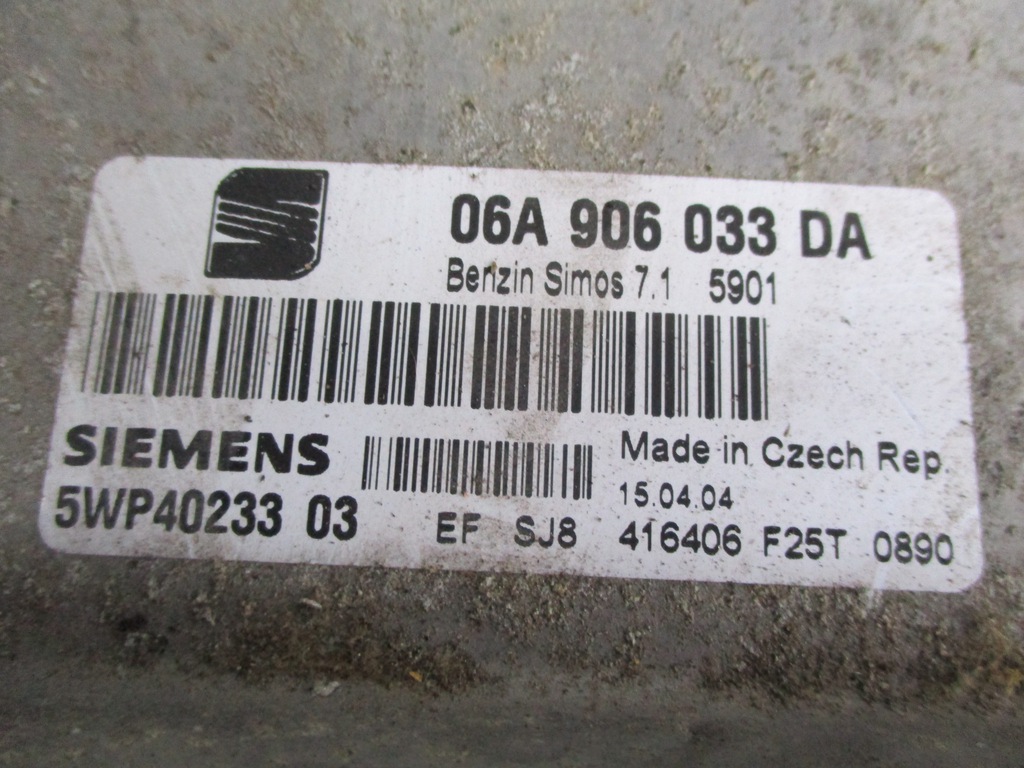 06A 906 033 DA
Benzin Simos 7.1 5901
SIEMENS
5WP40233 03
Made in Czech Rep.
15.04.04
EF SJ8 416406 F25T 0890